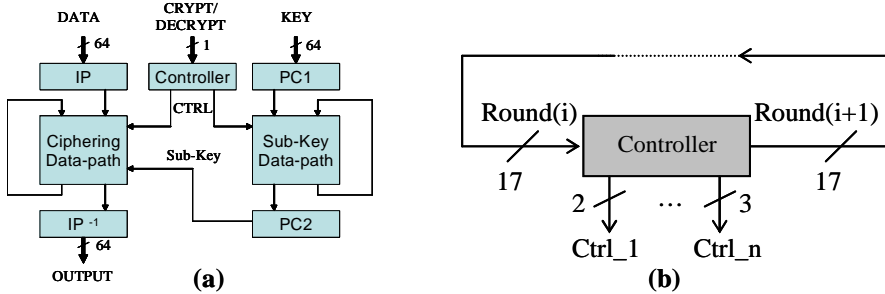 DATA
CRYPT/
DECRYPT
KEY
64
1
64
IP
Controller
PC1
CTRL
Ciphering
Data-path
Sub-Key
Data-path
Sub-Key
IP -1
PC2
64
OUTPUT
(a)
Round(i)
Round(i+1)
Controller
17
17
2
...
3
Ctrl_1
Ctrl_n
(b)